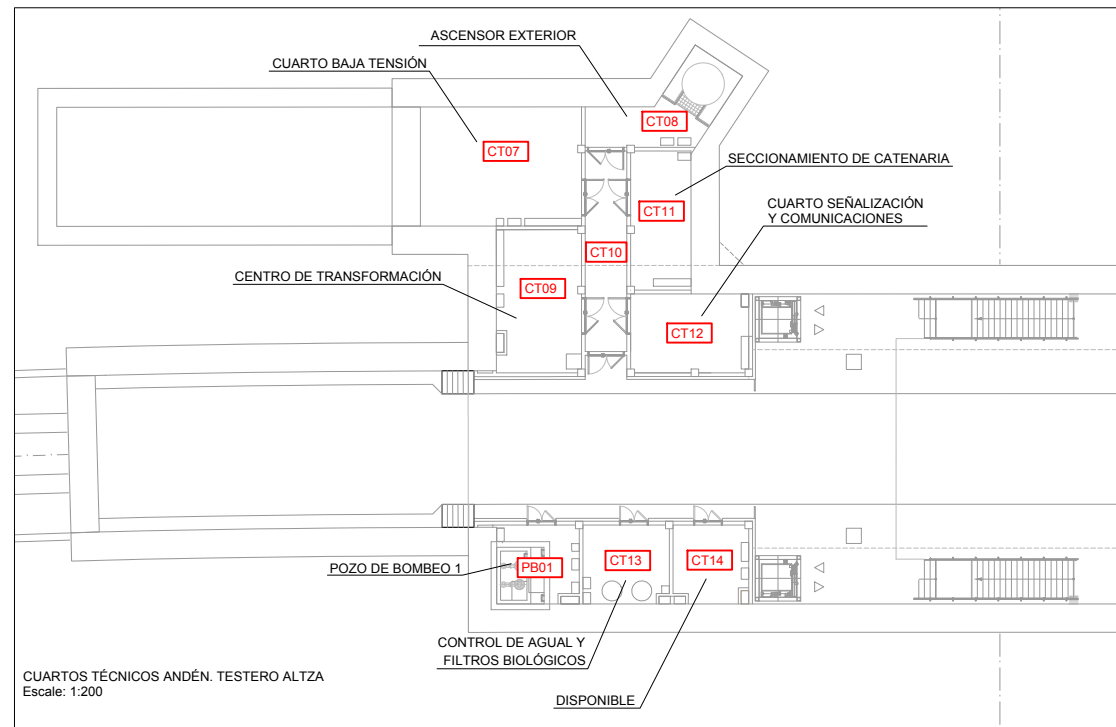 ASCENSOR EXTERIOR
CUARTO BAJA TENSIÓN
CT08
CT07
SECCIONAMIENTO DE CATENARIA
CUARTO SEÑALIZACIÓN
Y COMUNICACIONES
CT11
CT10
CENTRO DE TRANSFORMACIÓN
CT09
CT12
POZO DE BOMBEO 1
PB01
CT13
CT14
CONTROL DE AGUAL Y
FILTROS BIOLÓGICOS
DISPONIBLE
CUARTOS TÉCNICOS ANDÉN. TESTERO ALTZA
Escale: 1:200